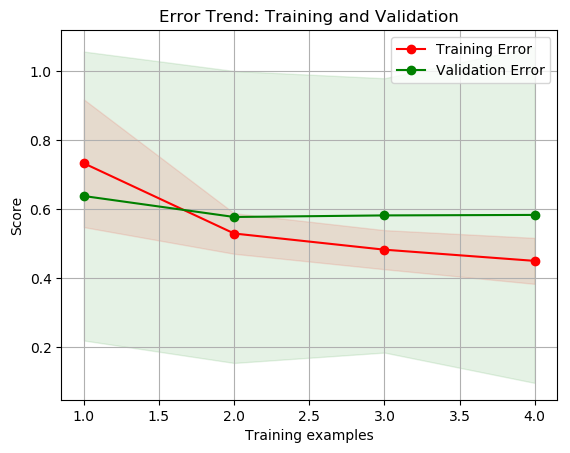 Error Trend: Training and Validation
Training Error
Validation Error
Score
1.0
0.8
0.6
0.4
0.2
1.0 1.5 2.0 2.5 3.0 3.5 4.0
Training examples